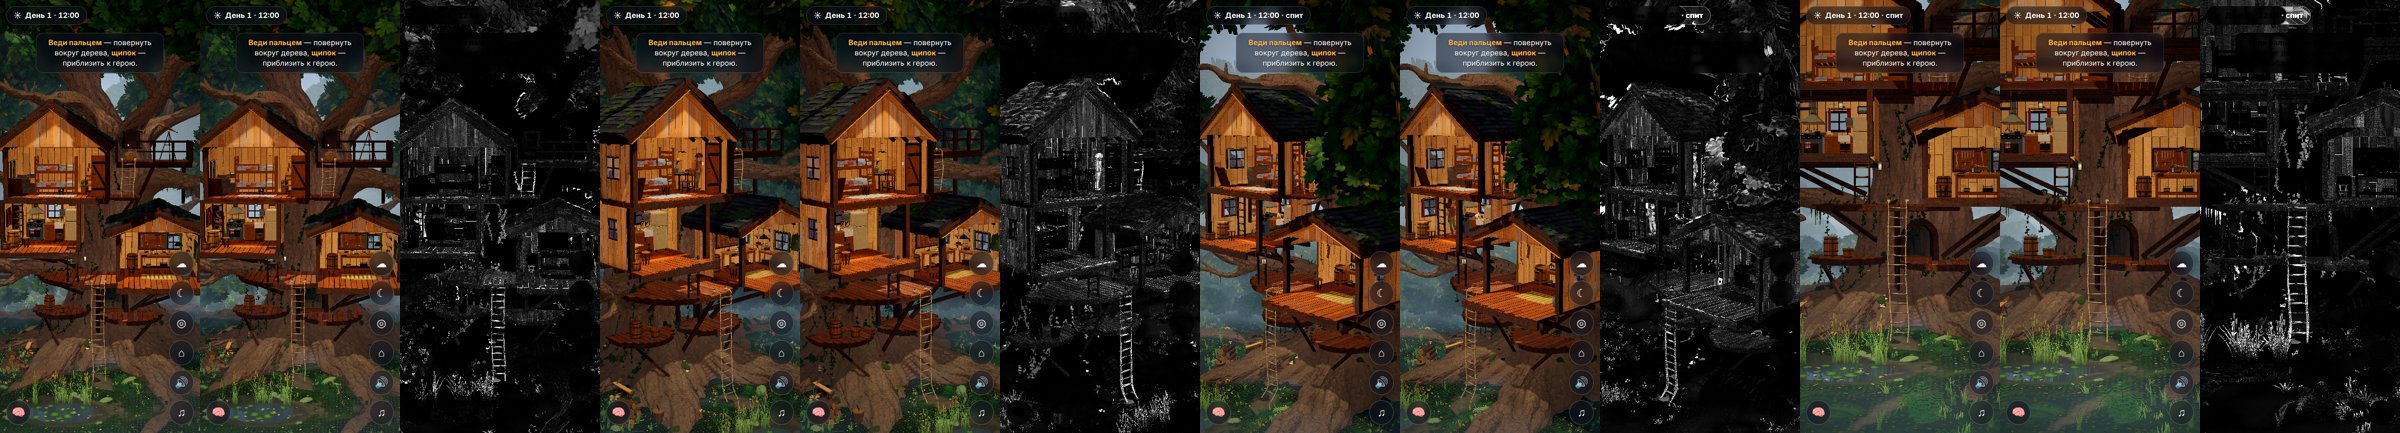 День 1 · 12:00
Веди пальцем — повернуть
вокруг дерева, щипок —
приблизить к герою.
День 1 · 12:00
Веди пальцем — повернуть
вокруг дерева, щипок —
приблизить к герою.
День 1 · 12:00
Веди пальцем — повернуть
вокруг дерева, щипок —
приблизить к герою.
День 1 · 12:00
Веди пальцем — повернуть
вокруг дерева, щипок —
приблизить к герою.
День 1 · 12:00 · спит
Веди пальцем — повернуть
вокруг дерева, щипок —
приблизить к герою.
День 1 · 12:00
Веди пальцем — повернуть
вокруг дерева, щипок —
приблизить к герою.
· спит
День 1 · 12:00 · спит
Веди пальцем — повернуть
вокруг дерева, щипок —
приблизить к герою.
День 1 · 12:00
Веди пальцем — повернуть
вокруг дерева, щипок —
приблизить к герою.
· спит